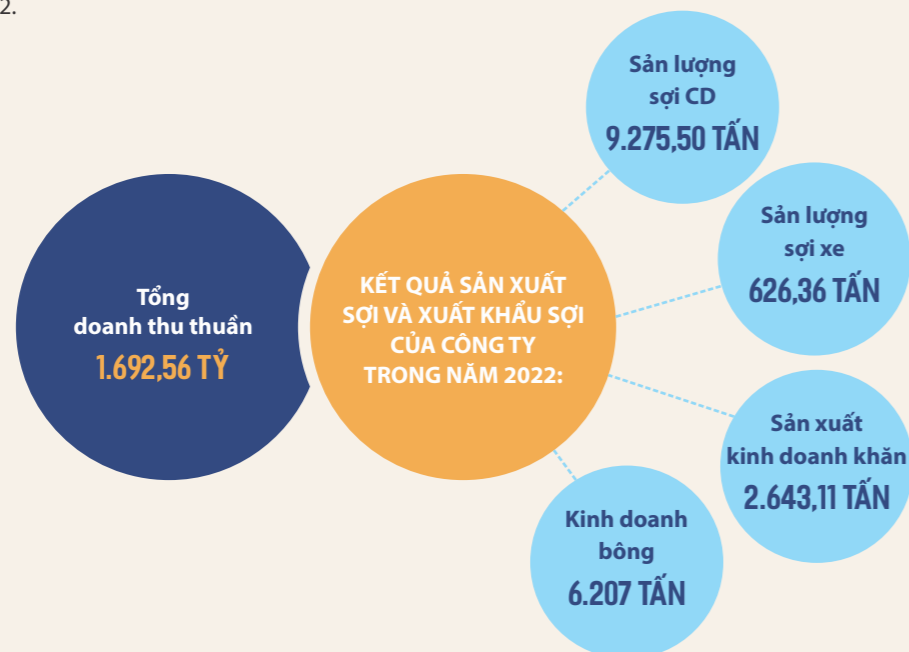 2.
Tổng
doanh thu thuần
1.692,56 TỶ
KẾT QUẢ SẢN XUẤT
SỢI VÀ XUẤT KHẨU SỢI
CỦA CÔNG TY
TRONG NĂM 2022:
Sản lượng
sợi CD
9.275,50 TẤN
Sản lượng
sợi xe
626,36 TẤN
Sản xuất
kinh doanh khăn
2.643,11 TẤN
Kinh doanh
bông
6.207 TẤN